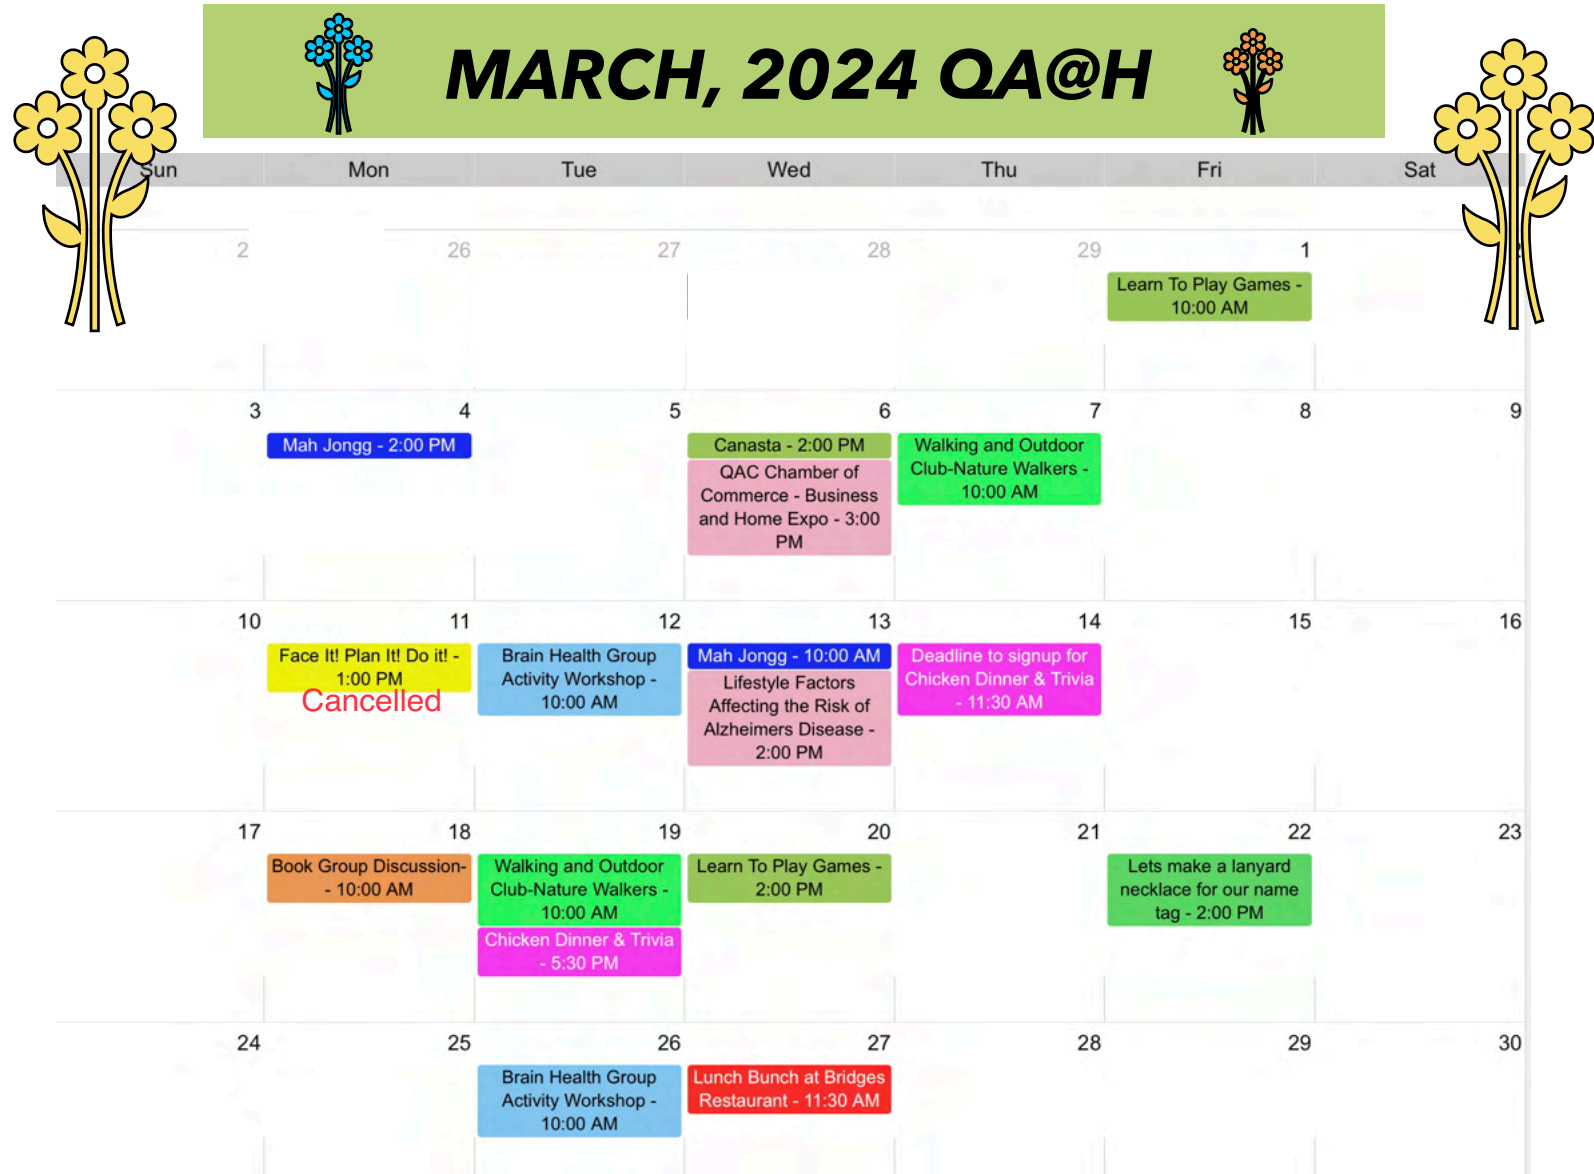 MARCH, 2024 QA@H
Sun Mon Tue Wed Thu Fri Sat
2 26 27 28 29 1 2
Learn To Play Games -
10:00 AM
3 4 5 6 7 8 9
Mah Jongg - 2:00 PM
Canasta - 2:00 PM
QAC Chamber of
Commerce - Business
and Home Expo - 3:00
PM
Walking and Outdoor
Club-Nature Walkers -
10:00 AM
10 11 12 13 14 15 16
Face It! Plan It! Do it! -
1:00 PM
Cancelled
Brain Health Group
Activity Workshop -
10:00 AM
Mah Jongg - 10:00 AM
Lifestyle Factors
Affecting the Risk of
Alzheimers Disease -
2:00 PM
Deadline to signup for
Chicken Dinner & Trivia
- 11:30 AM
17 18 19 20 21 22 23
Book Group Discussion-
- 10:00 AM
Walking and Outdoor
Club-Nature Walkers -
10:00 AM
Chicken Dinner & Trivia
- 5:30 PM
Learn To Play Games -
2:00 PM
Lets make a lanyard
necklace for our name
tag - 2:00 PM
24 25 26 27 28 29 30
Brain Health Group
Activity Workshop -
10:00 AM
Lunch Bunch at Bridges
Restaurant - 11:30 AM